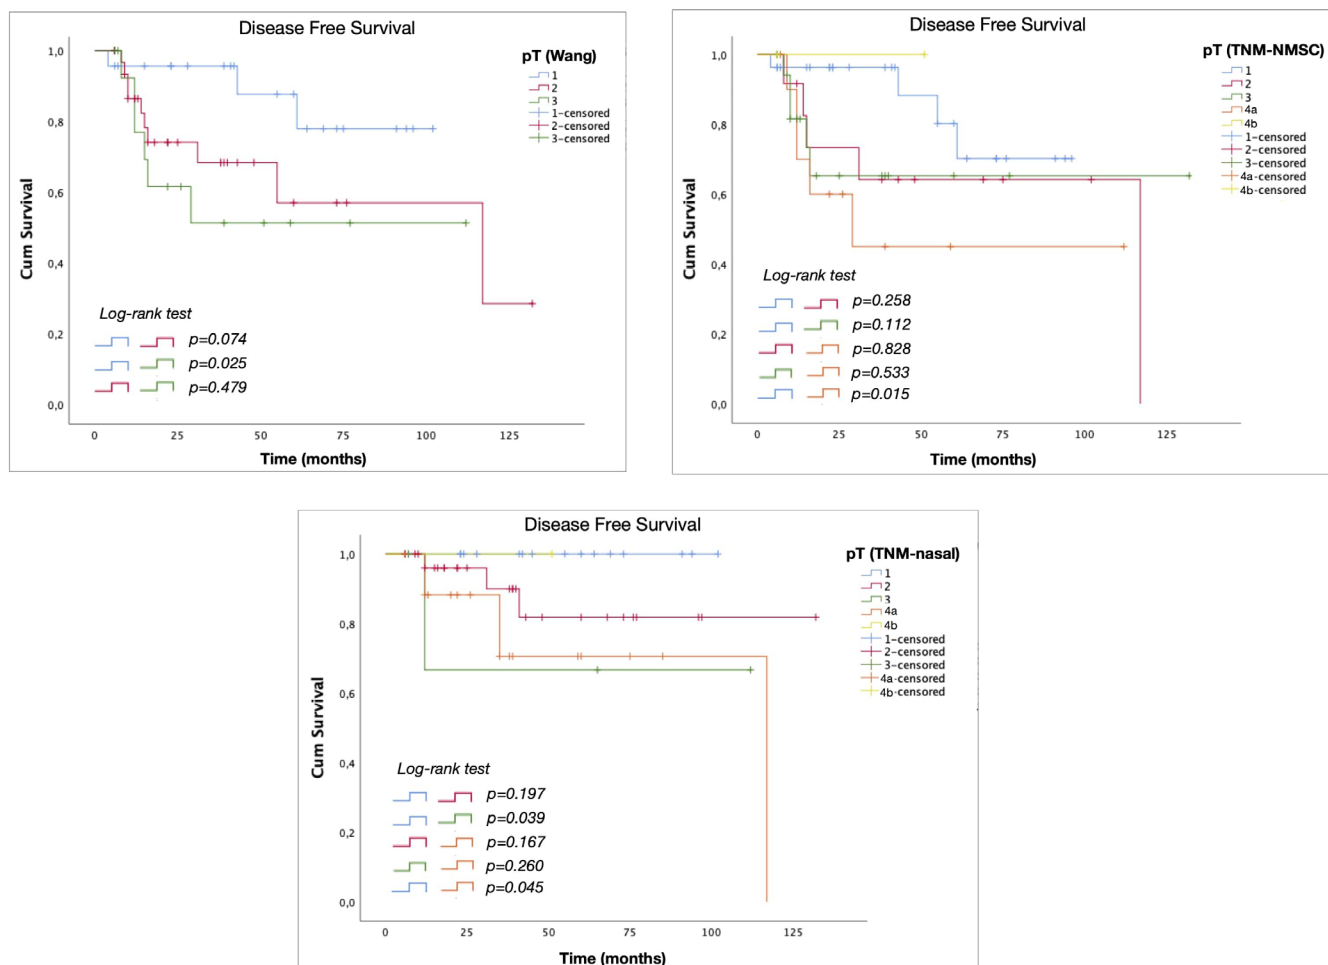 Disease Free Survival
pT (Wang)
1
2
3
1-censored
2-censored
3-censored
1,0
0,8
0,6
0,4
0,2
0,0
Cum Survival
Log-rank test
p=0.074
p=0.025
p=0.479
0 25 50 75 100 125
Time (months)
Disease Free Survival
pT (TNM-NMSC)
1
2
3
4a
4b
1-censored
2-censored
3-censored
4a-censored
4b-censored
1,0
0,8
0,6
0,4
0,2
0,0
Cum Survival
Log-rank test
p=0.258
p=0.112
p=0.828
p=0.533
p=0.015
0 25 50 75 100 125
Time (months)
Disease Free Survival
pT (TNM-nasal)
1
2
3
4a
4b
1-censored
2-censored
3-censored
4a-censored
4b-censored
1,0
0,8
0,6
0,4
0,2
0,0
Cum Survival
Log-rank test
p=0.197
p=0.039
p=0.167
p=0.260
p=0.045
0 25 50 75 100 125
Time (months)